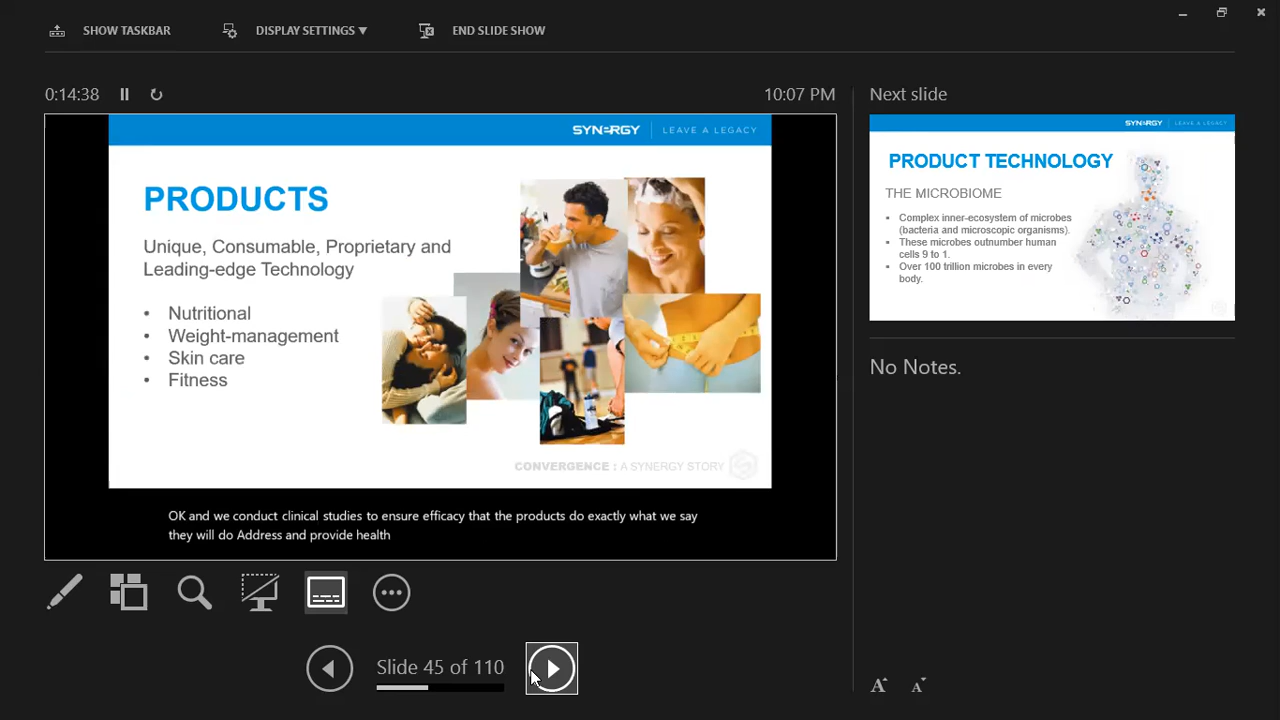 SHOW TASKBAR
DISPLAY SETTINGS ▼
END SLIDE SHOW
0:14:38
10:07 PM
SYNERGY | LEAVE A LEGACY
PRODUCTS
Unique, Consumable, Proprietary and
Leading-edge Technology
• Nutritional
• Weight-management
• Skin care
• Fitness
CONVERGENCE : A SYNERGY STORY
OK and we conduct clinical studies to ensure efficacy that the products do exactly what we say
they will do Address and provide health
Slide 45 of 110
Next slide
SYNERGY | LEAVE A LEGACY
PRODUCT TECHNOLOGY
THE MICROBIOME
• Complex inner-ecosystem of microbes
(bacteria and microscopic organisms).
• These microbes outnumber human
cells 9 to 1.
• Over 100 trillion microbes in every
body.
No Notes.
A A